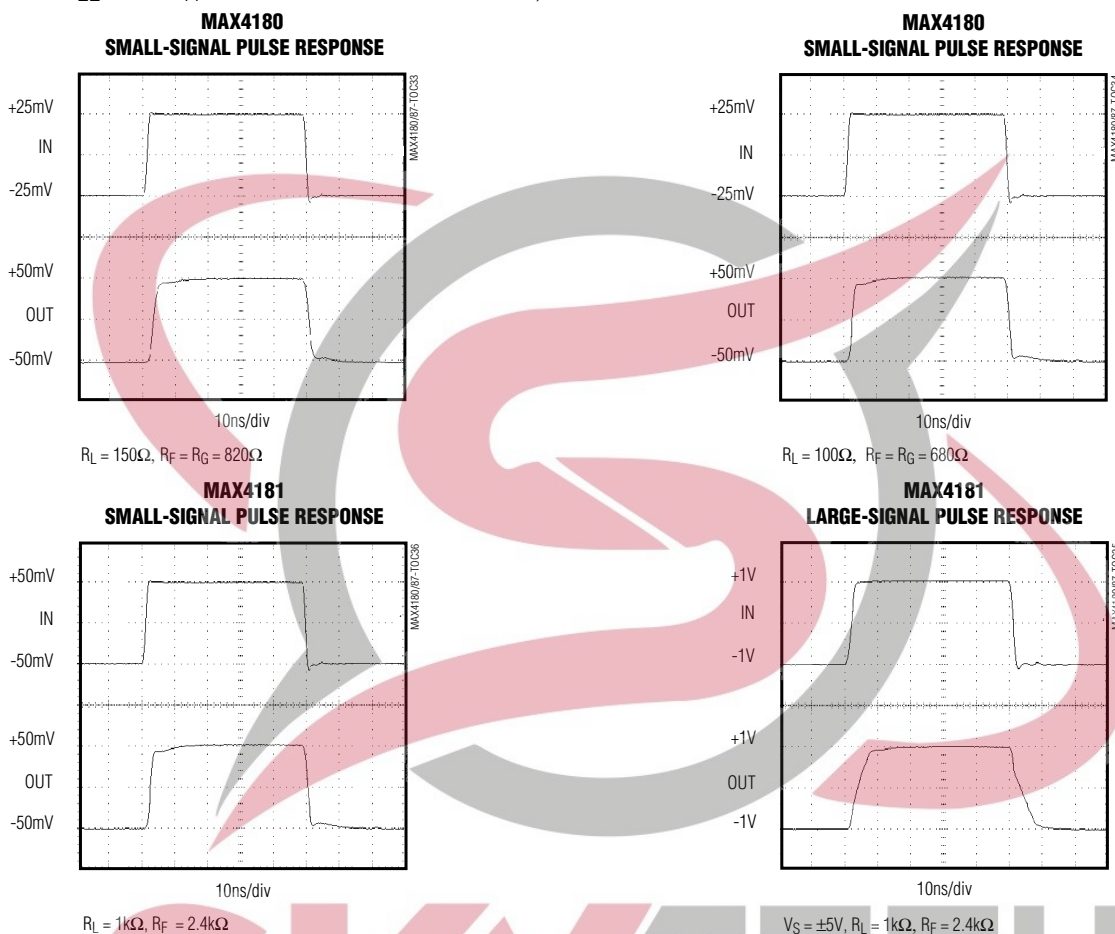 MAX4180
SMALL-SIGNAL PULSE RESPONSE
+25mV
IN
-25mV
+50mV
OUT
-50mV
MAX4180/87-TOC33
10ns/div
RL = 150Ω, RF = RG = 820Ω
MAX4180
SMALL-SIGNAL PULSE RESPONSE
+25mV
IN
-25mV
+50mV
OUT
-50mV
MAX4180/87-TOC34
10ns/div
RL = 100Ω, RF = RG = 680Ω
MAX4181
SMALL-SIGNAL PULSE RESPONSE
+50mV
IN
-50mV
+50mV
OUT
-50mV
MAX4180/87-TOC36
10ns/div
RL = 1kΩ, RF = 2.4kΩ
MAX4181
LARGE-SIGNAL PULSE RESPONSE
+1V
IN
-1V
+1V
OUT
-1V
10ns/div
VS = ±5V, RL = 1kΩ, RF = 2.4kΩ